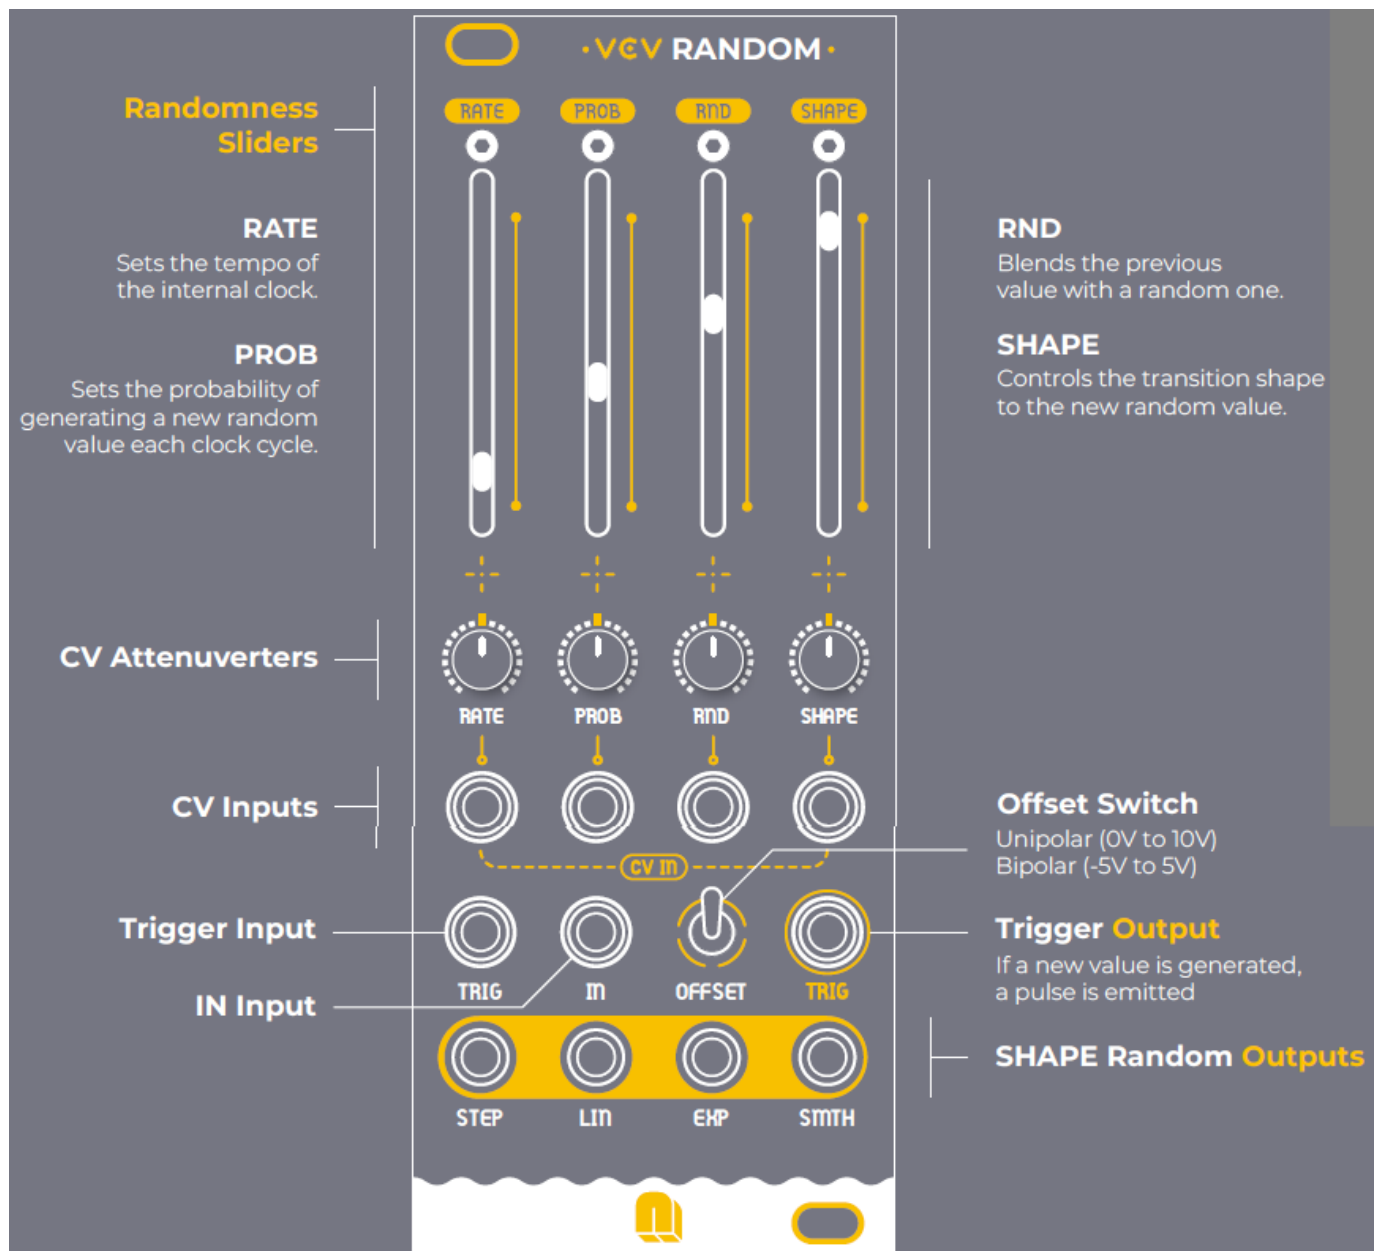 VCV RANDOM
Randomness
Sliders
RATE
Sets the tempo of
the internal clock.
PROB
Sets the probability of
generating a new random
value each clock cycle.
RATE PROB RND SHAPE
RND
Blends the previous
value with a random one.
SHAPE
Controls the transition shape
to the new random value.
CV Attenuverters
RATE PROB RND SHAPE
CV Inputs
CV IN
Offset Switch
Unipolar (0V to 10V)
Bipolar (-5V to 5V)
Trigger Input
IN Input
TRIG IN OFFSET TRIG
Trigger Output
If a new value is generated,
a pulse is emitted
SHAPE Random Outputs
STEP LIN EXP SMTH